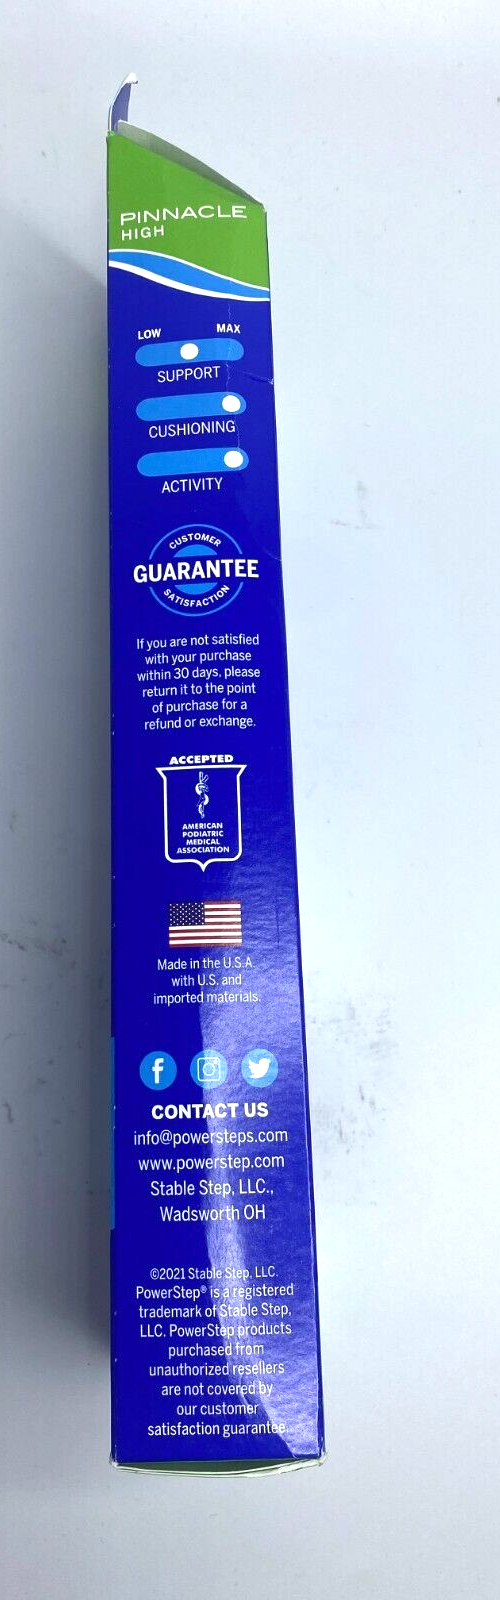 PINNACLE
HIGH
LOW MAX
SUPPORT
CUSHIONING
ACTIVITY
CUSTOMER
GUARANTEE
SATISFACTION
If you are not satisfied
with your purchase
within 30 days, please
return it to the point
of purchase for a
refund or exchange.
ACCEPTED
AMERICAN
PODIATRIC
MEDICAL
ASSOCIATION
Made in the U.S.A.
with U.S. and
imported materials.
CONTACT US
info@powersteps.com
www.powerstep.com
Stable Step, LLC.,
Wadsworth OH
©2021 Stable Step, LLC.
PowerStep® is a registered
trademark of Stable Step,
LLC. PowerStep products
purchased from
unauthorized resellers
are not covered by
our customer
satisfaction guarantee.